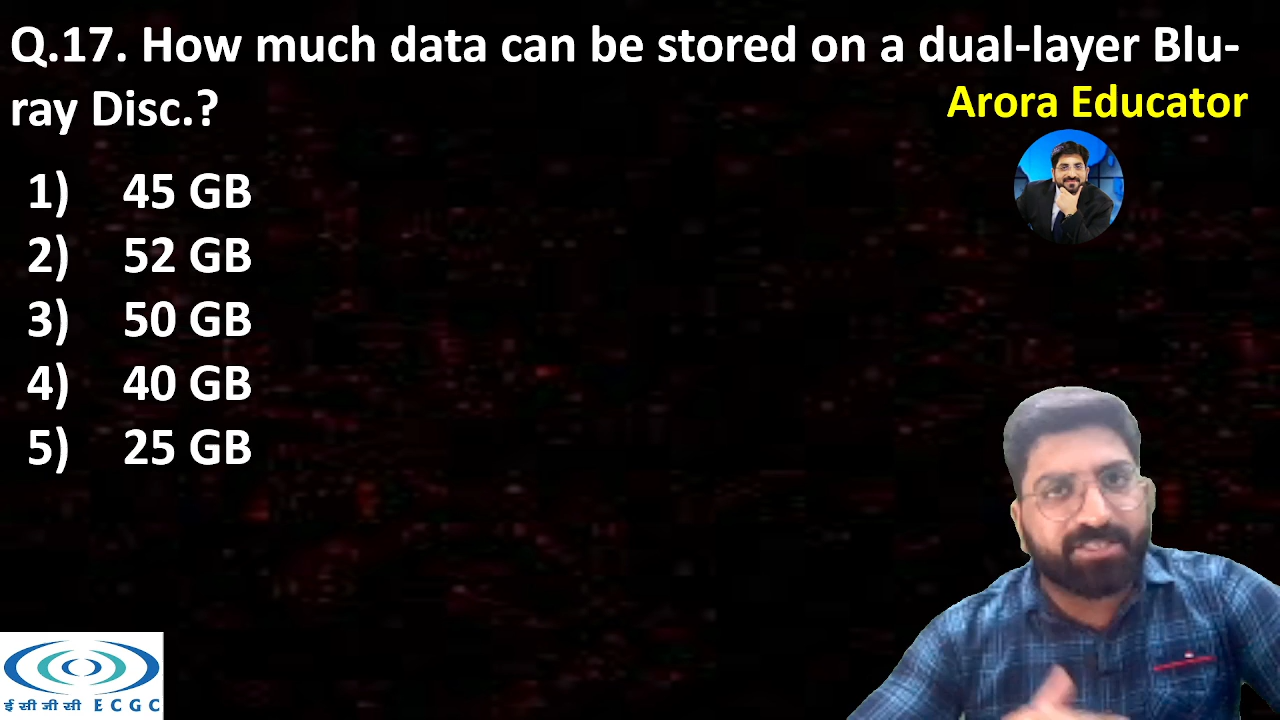 Q.17. How much data can be stored on a dual-layer Blu-
ray Disc.?
Arora Educator
1) 45 GB
2) 52 GB
3) 50 GB
4) 40 GB
5) 25 GB
ई सी जी सी E C G C